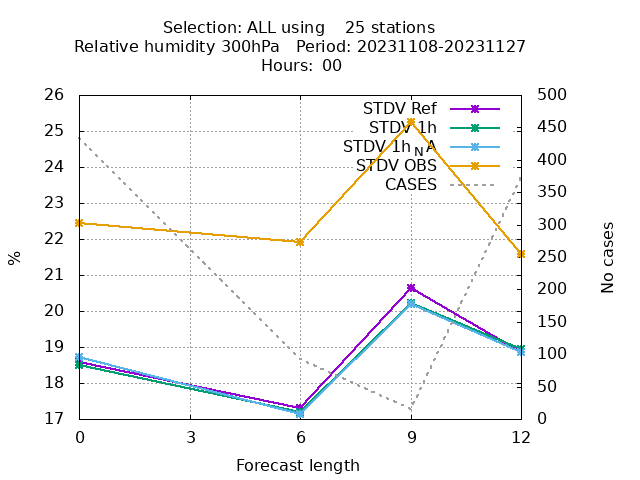 Selection: ALL using    25 stations
Relative humidity 300hPa   Period: 20231108-20231127
Hours: 00
STDV Ref
STDV 1h
STDV 1h_NA
STDV OBS
CASES
26
25
24
23
22
21
20
19
18
17
%
500
450
400
350
300
250
200
150
100
50
0
No cases
0 3 6 9 12
Forecast length